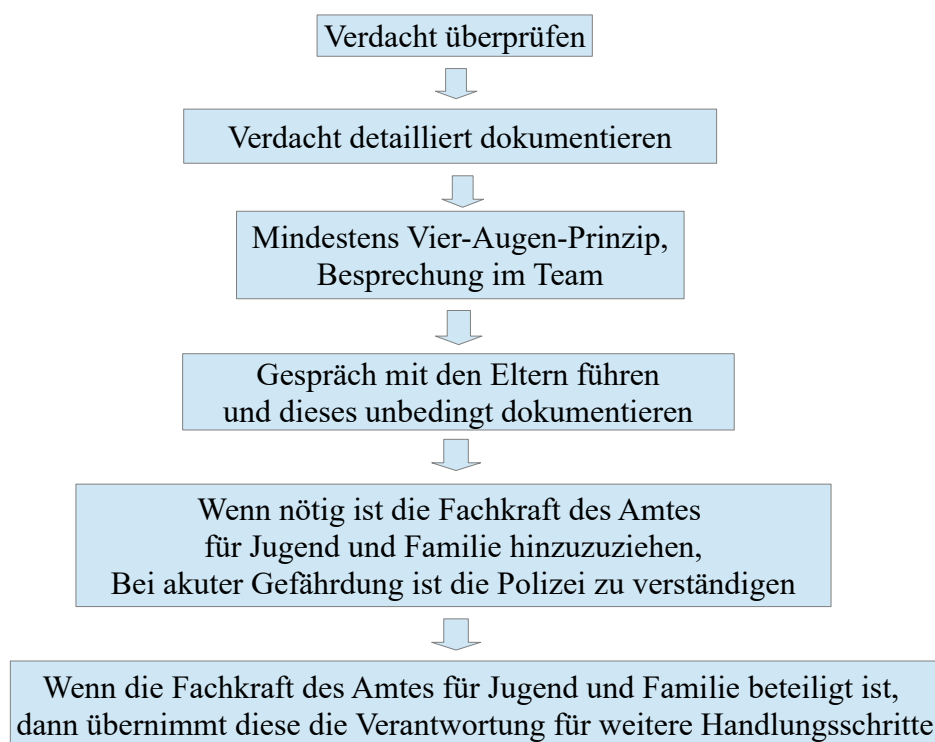 Verdacht überprüfen
Verdacht detailliert dokumentieren
Mindestens Vier-Augen-Prinzip,
Besprechung im Team
Gespräch mit den Eltern führen
und dieses unbedingt dokumentieren
Wenn nötig ist die Fachkraft des Amtes
für Jugend und Familie hinzuzuziehen,
Bei akuter Gefährdung ist die Polizei zu verständigen
Wenn die Fachkraft des Amtes für Jugend und Familie beteiligt ist,
dann übernimmt diese die Verantwortung für weitere Handlungsschritte